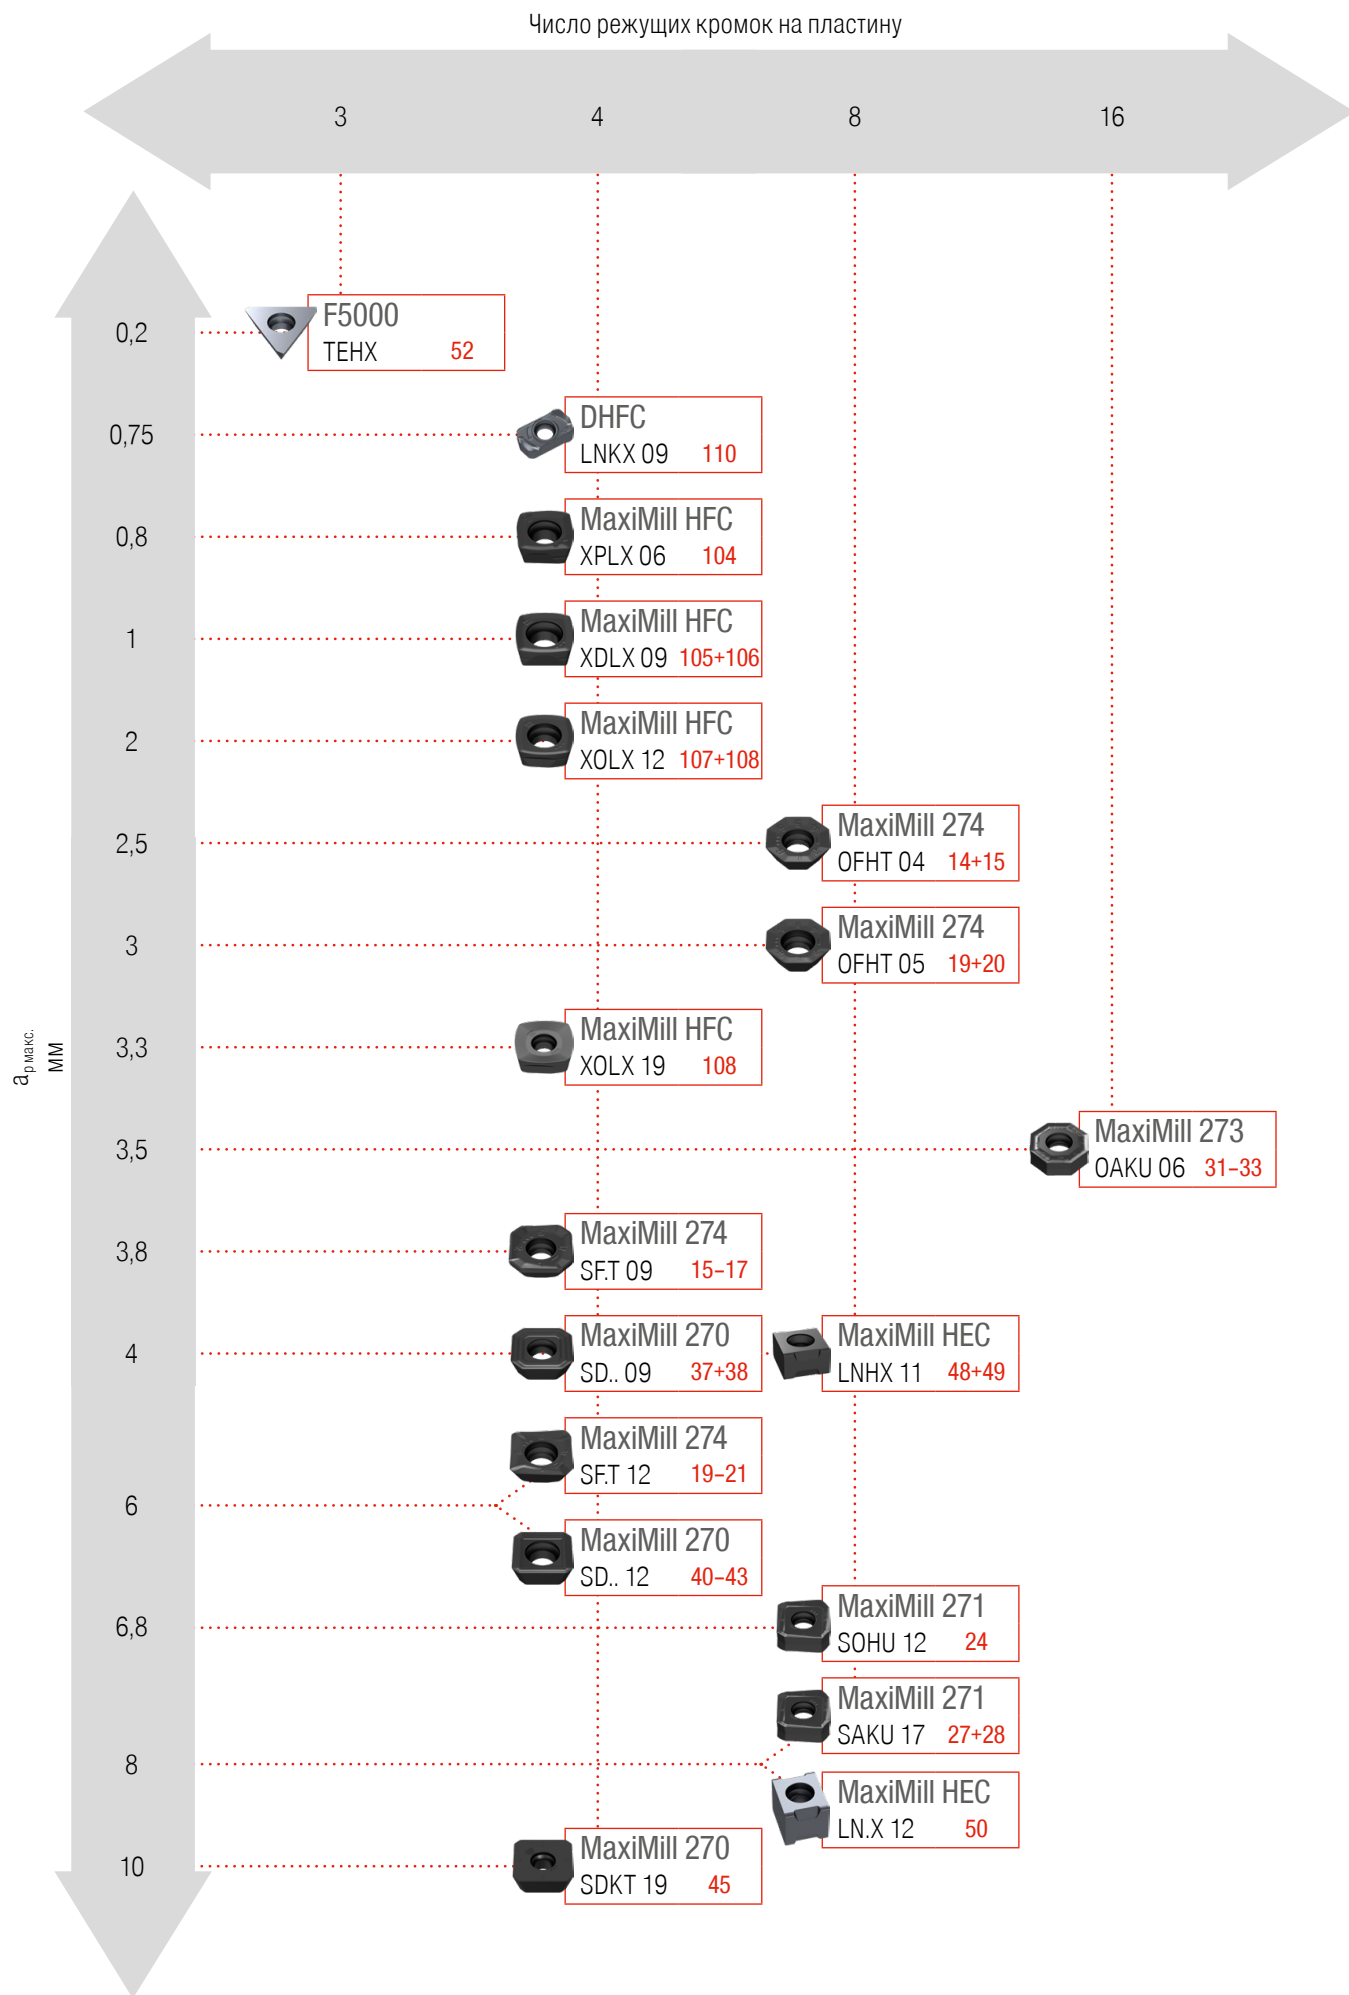 Число режущих кромок на пластину
3 4 8 16
0,2
F5000
TEHX 52
0,75
DHFC
LNKX 09 110
0,8
MaxiMill HFC
XPLX 06 104
1
MaxiMill HFC
XDLX 09 105+106
2
MaxiMill HFC
XOLX 12 107+108
2,5
MaxiMill 274
OFHT 04 14+15
3
MaxiMill 274
OFHT 05 19+20
aр макс.
мм
3,3
MaxiMill HFC
XOLX 19 108
3,5
MaxiMill 273
OAKU 06 31–33
3,8
MaxiMill 274
SF.T 09 15–17
4
MaxiMill 270
SD.. 09 37+38
MaxiMill HEC
LNHX 11 48+49
6
MaxiMill 274
SF.T 12 19–21
MaxiMill 270
SD.. 12 40–43
6,8
MaxiMill 271
SOHU 12 24
8
MaxiMill 271
SAKU 17 27+28
MaxiMill HEC
LN.X 12 50
10
MaxiMill 270
SDKT 19 45